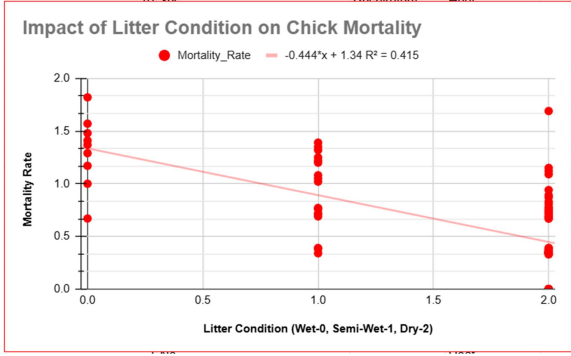 Impact of Litter Condition on Chick Mortality
Mortality_Rate -0.444*x + 1.34 R² = 0.415
2.0
1.5
1.0
0.5
0.0
Mortality Rate
0.0 0.5 1.0 1.5 2.0
Litter Condition (Wet-0, Semi-Wet-1, Dry-2)